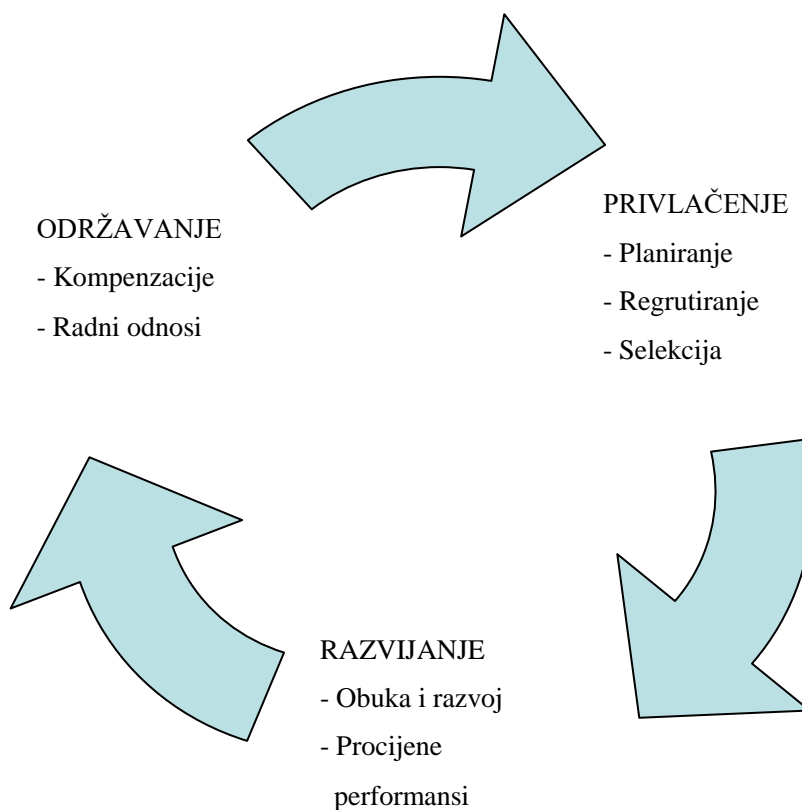 ODRŽAVANJE
- Kompenzacije
- Radni odnosi
PRIVLAČENJE
- Planiranje
- Regrutiranje
- Selekcija
RAZVIJANJE
- Obuka i razvoj
- Procijene
performansi